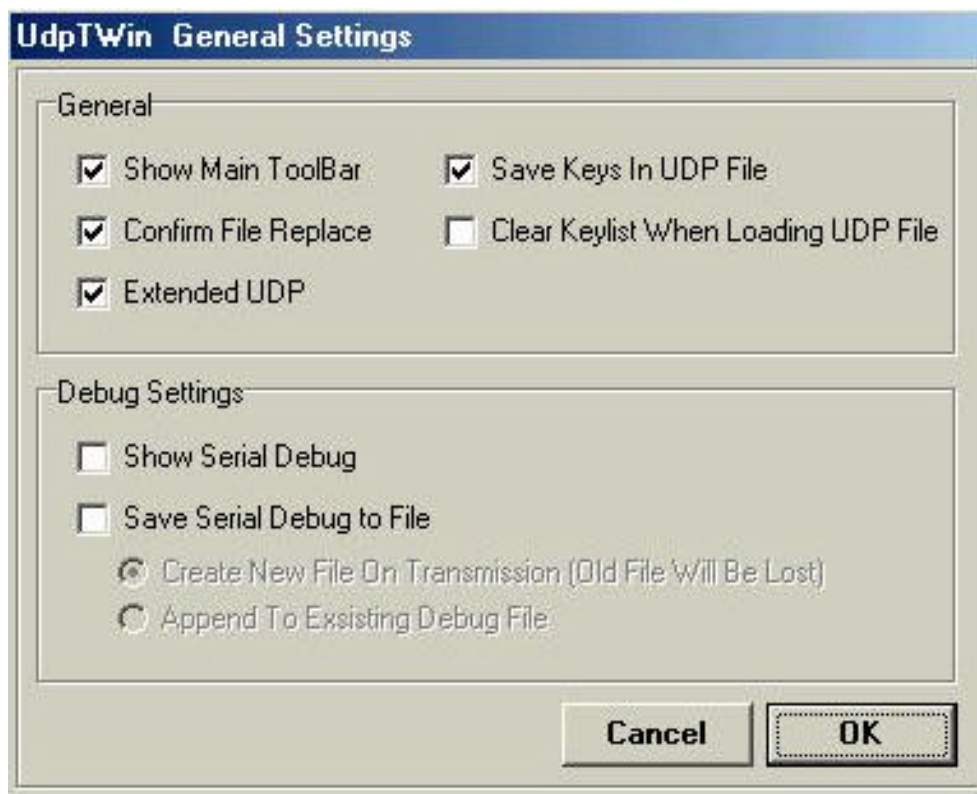 UdpTWin General Settings
General
Show Main ToolBar
Save Keys In UDP File
Confirm File Replace
Clear Keylist When Loading UDP File
Extended UDP
Debug Settings
Show Serial Debug
Save Serial Debug to File
Create New File On Transmission (Old File Will Be Lost)
Append To Exsisting Debug File
Cancel
OK